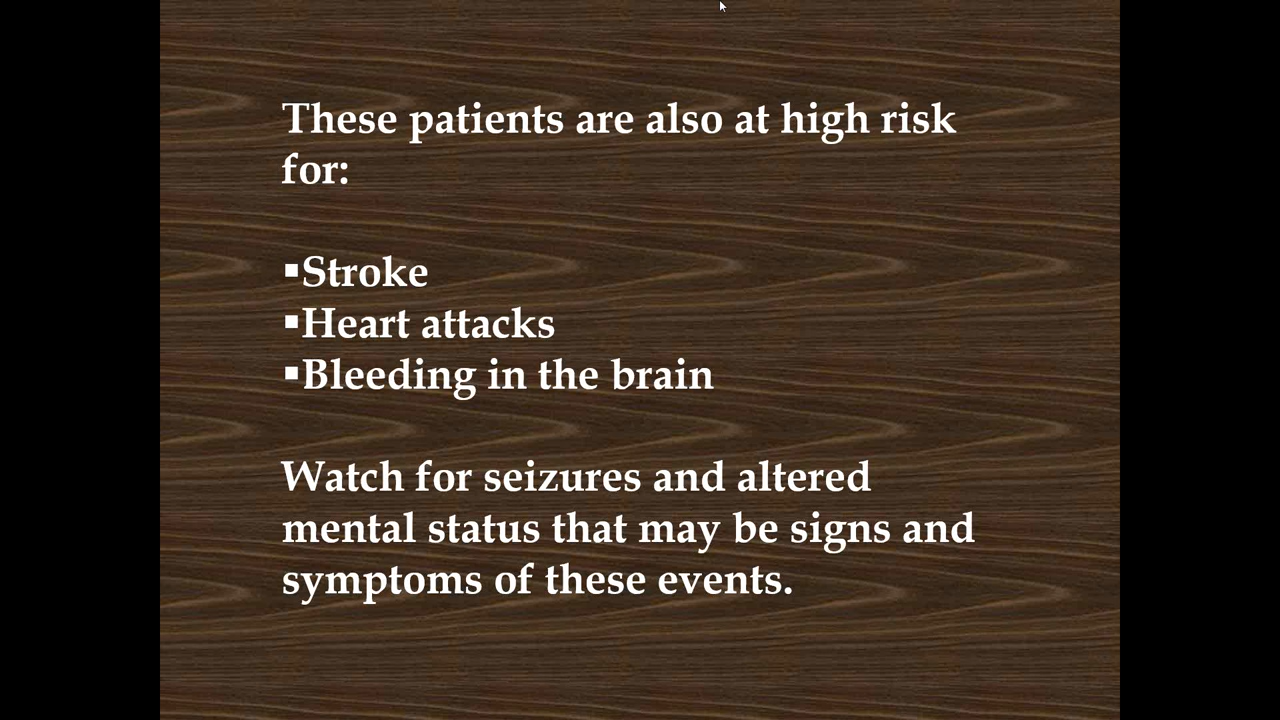 These patients are also at high risk
for:
▪Stroke
▪Heart attacks
▪Bleeding in the brain
Watch for seizures and altered
mental status that may be signs and
symptoms of these events.